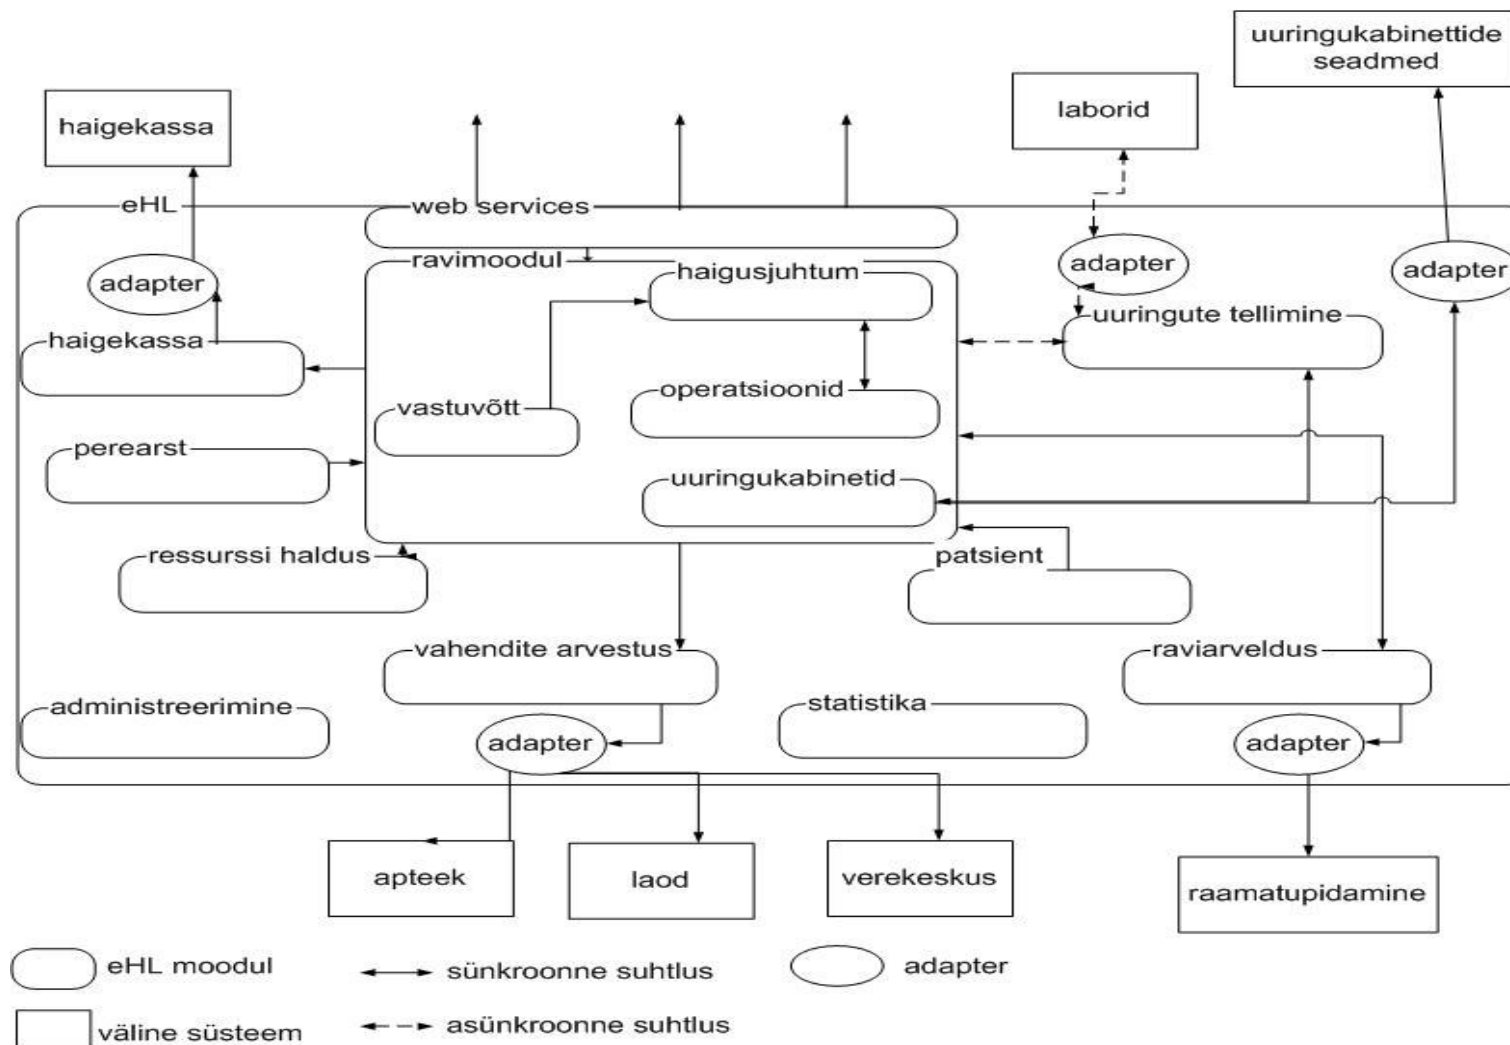 uuringukabinettide
seadmed
laborid
haigekassa
eHL
web services
ravimoodul
haigusjuhtum
adapter
adapter
adapter
uuringute tellimine
haigekassa
operatsioonid
vastuvõtt
perearst
uuringukabinetid
ressurssi haldus
patsient
vahendite arvestus
raviarveldus
administreerimine
statistika
adapter
adapter
apteek
laod
verekeskus
raamatupidamine
eHL moodul
sünkroonne suhtlus
adapter
väline süsteem
asünkroonne suhtlus